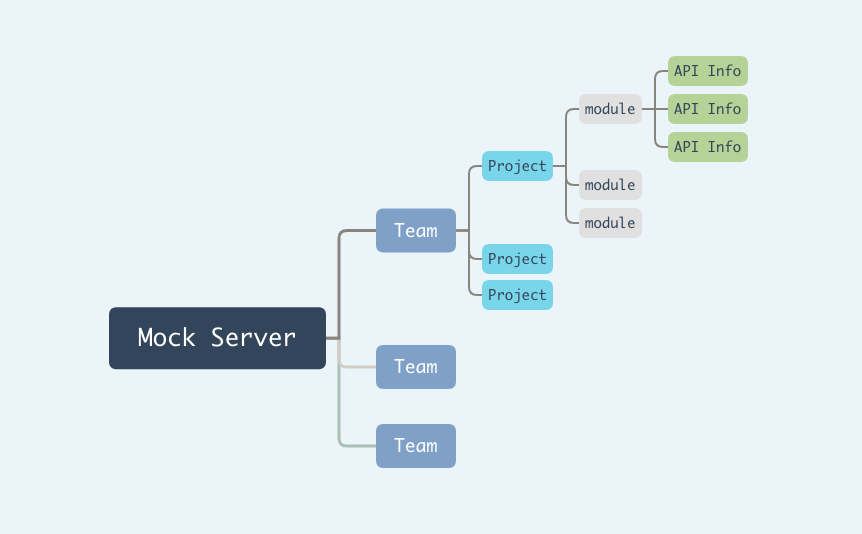 API Info
module
API Info
API Info
Project
module
module
Team
Project
Project
Mock Server
Team
Team